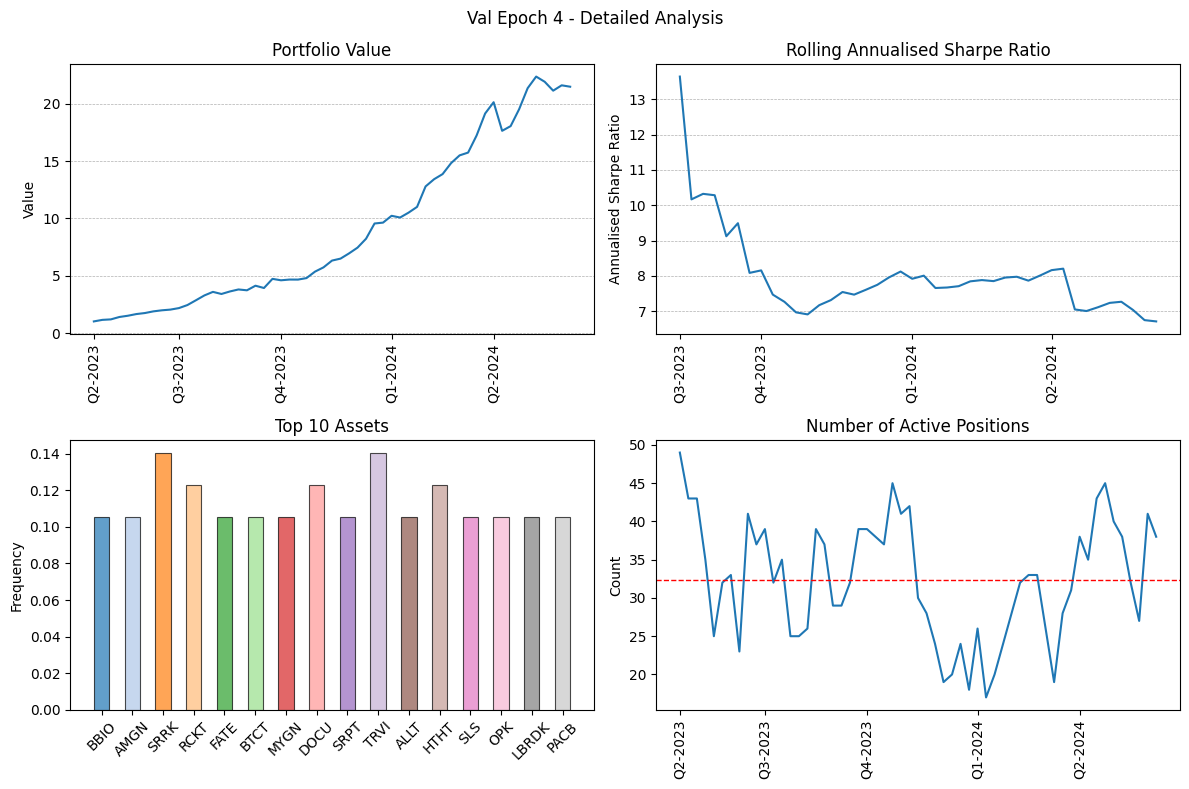 Val Epoch 4 - Detailed Analysis
Portfolio Value
Value
20
15
10
5
0
Q2-2023
Q3-2023
Q4-2023
Q1-2024
Q2-2024
Rolling Annualised Sharpe Ratio
Annualised Sharpe Ratio
13
12
11
10
9
8
7
Q3-2023
Q4-2023
Q1-2024
Q2-2024
Top 10 Assets
Frequency
0.14
0.12
0.10
0.08
0.06
0.04
0.02
0.00
BBIO
AMGN
SRRK
RCKT
FATE
BTCT
MYGN
DOCU
SRPT
TRVI
ALLT
HTHT
SLS
OPK
LBRDK
PACB
Number of Active Positions
Count
50
45
40
35
30
25
20
Q2-2023
Q3-2023
Q4-2023
Q1-2024
Q2-2024